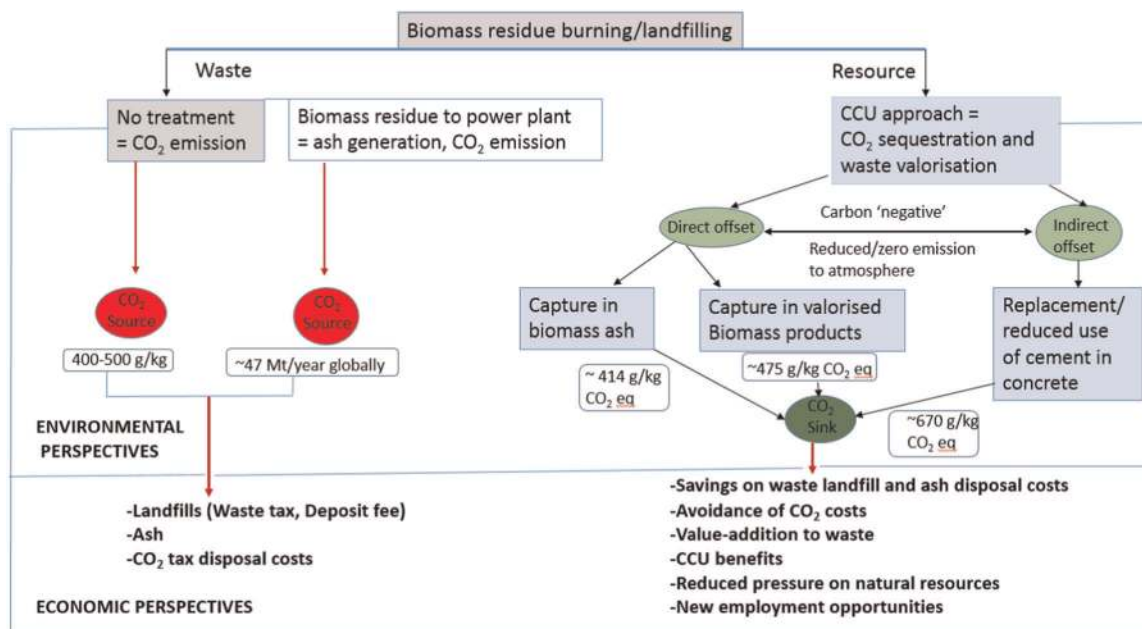 Biomass residue burning/landfilling
Waste
Resource
No treatment
= CO₂ emission
Biomass residue to power plant
= ash generation, CO₂ emission
CCU approach =
CO₂ sequestration and
waste valorisation
Direct offset
Carbon ‘negative’
Reduced/zero emission
to atmosphere
Indirect
offset
CO₂
Source
CO₂
Source
Capture in
biomass ash
Capture in valorised
Biomass products
Replacement/
reduced use
of cement in
concrete
400-500 g/kg
~47 Mt/year globally
~ 414 g/kg
CO₂ eq
~475 g/kg CO₂ eq
CO₂
Sink
~670 g/kg
CO₂ eq
ENVIRONMENTAL
PERSPECTIVES
-Landfills (Waste tax, Deposit fee)
-Ash
-CO₂ tax disposal costs
-Savings on waste landfill and ash disposal costs
-Avoidance of CO₂ costs
-Value-addition to waste
-CCU benefits
-Reduced pressure on natural resources
-New employment opportunities
ECONOMIC PERSPECTIVES